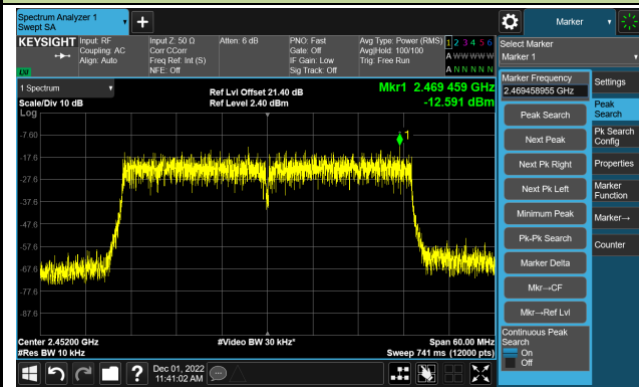 Spectrum Analyzer 1
Swept SA
Marker
KEYSIGHT
Input: RF
Coupling: AC
Align: Auto
Input Z: 50 Ω
Corr CCorr
Freq Ref: Int (S)
NFE: Off
Atten: 6 dB
PNO: Fast
Gate: Off
IF Gain: Low
Sig Track: Off
Avg Type: Power (RMS)
Avg|Hold: 100/100
Trig: Free Run
1 2 3 4 5 6
A W W W W W
A N N N N N
Select Marker
Marker 1
1 Spectrum
Scale/Div 10 dB
Log
Ref Lvl Offset 21.40 dB
Ref Level 2.40 dBm
Mkr1 2.469 459 GHz
-12.591 dBm
1
-7.60
-17.6
-27.6
-37.6
-47.6
-57.6
-67.6
-77.6
-87.6
Center 2.45200 GHz
#Res BW 10 kHz
#Video BW 30 kHz*
Span 60.00 MHz
Sweep 741 ms (12000 pts)
Marker Frequency
2.469458955 GHz
Peak Search
Next Peak
Next Pk Right
Next Pk Left
Minimum Peak
Pk-Pk Search
Marker Delta
Mkr→CF
Mkr→Ref Lvl
Continuous Peak
Search
On
Off
Settings
Peak
Search
Pk Search
Config
Properties
Marker
Function
Marker→
Counter
?
Dec 01, 2022
11:41:02 AM